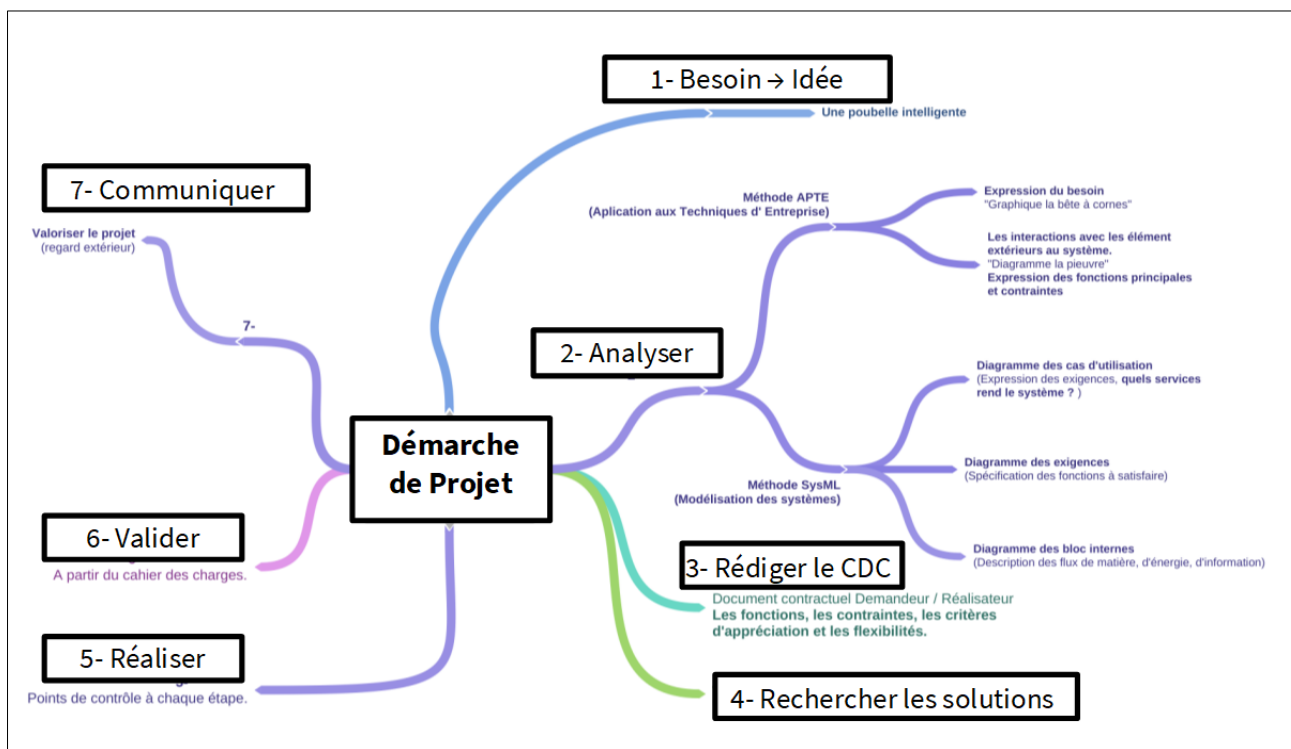 1- Besoin → Idée
Une poubelle intelligente
7- Communiquer
Valoriser le projet
(regard extérieur)
7-
Méthode APTE
(Aplication aux Techniques d' Entreprise)
Expression du besoin
"Graphique la bête à cornes"
Les interactions avec les élément
extérieurs au système.
"Diagramme la pieuvre"
Expression des fonctions principales
et contraintes
2- Analyser
Diagramme des cas d'utilisation
(Expression des exigences, quels services
rend le système ? )
Démarche
de Projet
Méthode SysML
(Modélisation des systèmes)
Diagramme des exigences
(Spécification des fonctions à satisfaire)
Diagramme des bloc internes
(Description des flux de matière, d'énergie, d'information)
6- Valider
A partir du cahier des charges.
3- Rédiger le CDC
Document contractuel Demandeur / Réalisateur
Les fonctions, les contraintes, les critères
d'appréciation et les flexibilités.
5- Réaliser
Points de contrôle à chaque étape.
4- Rechercher les solutions